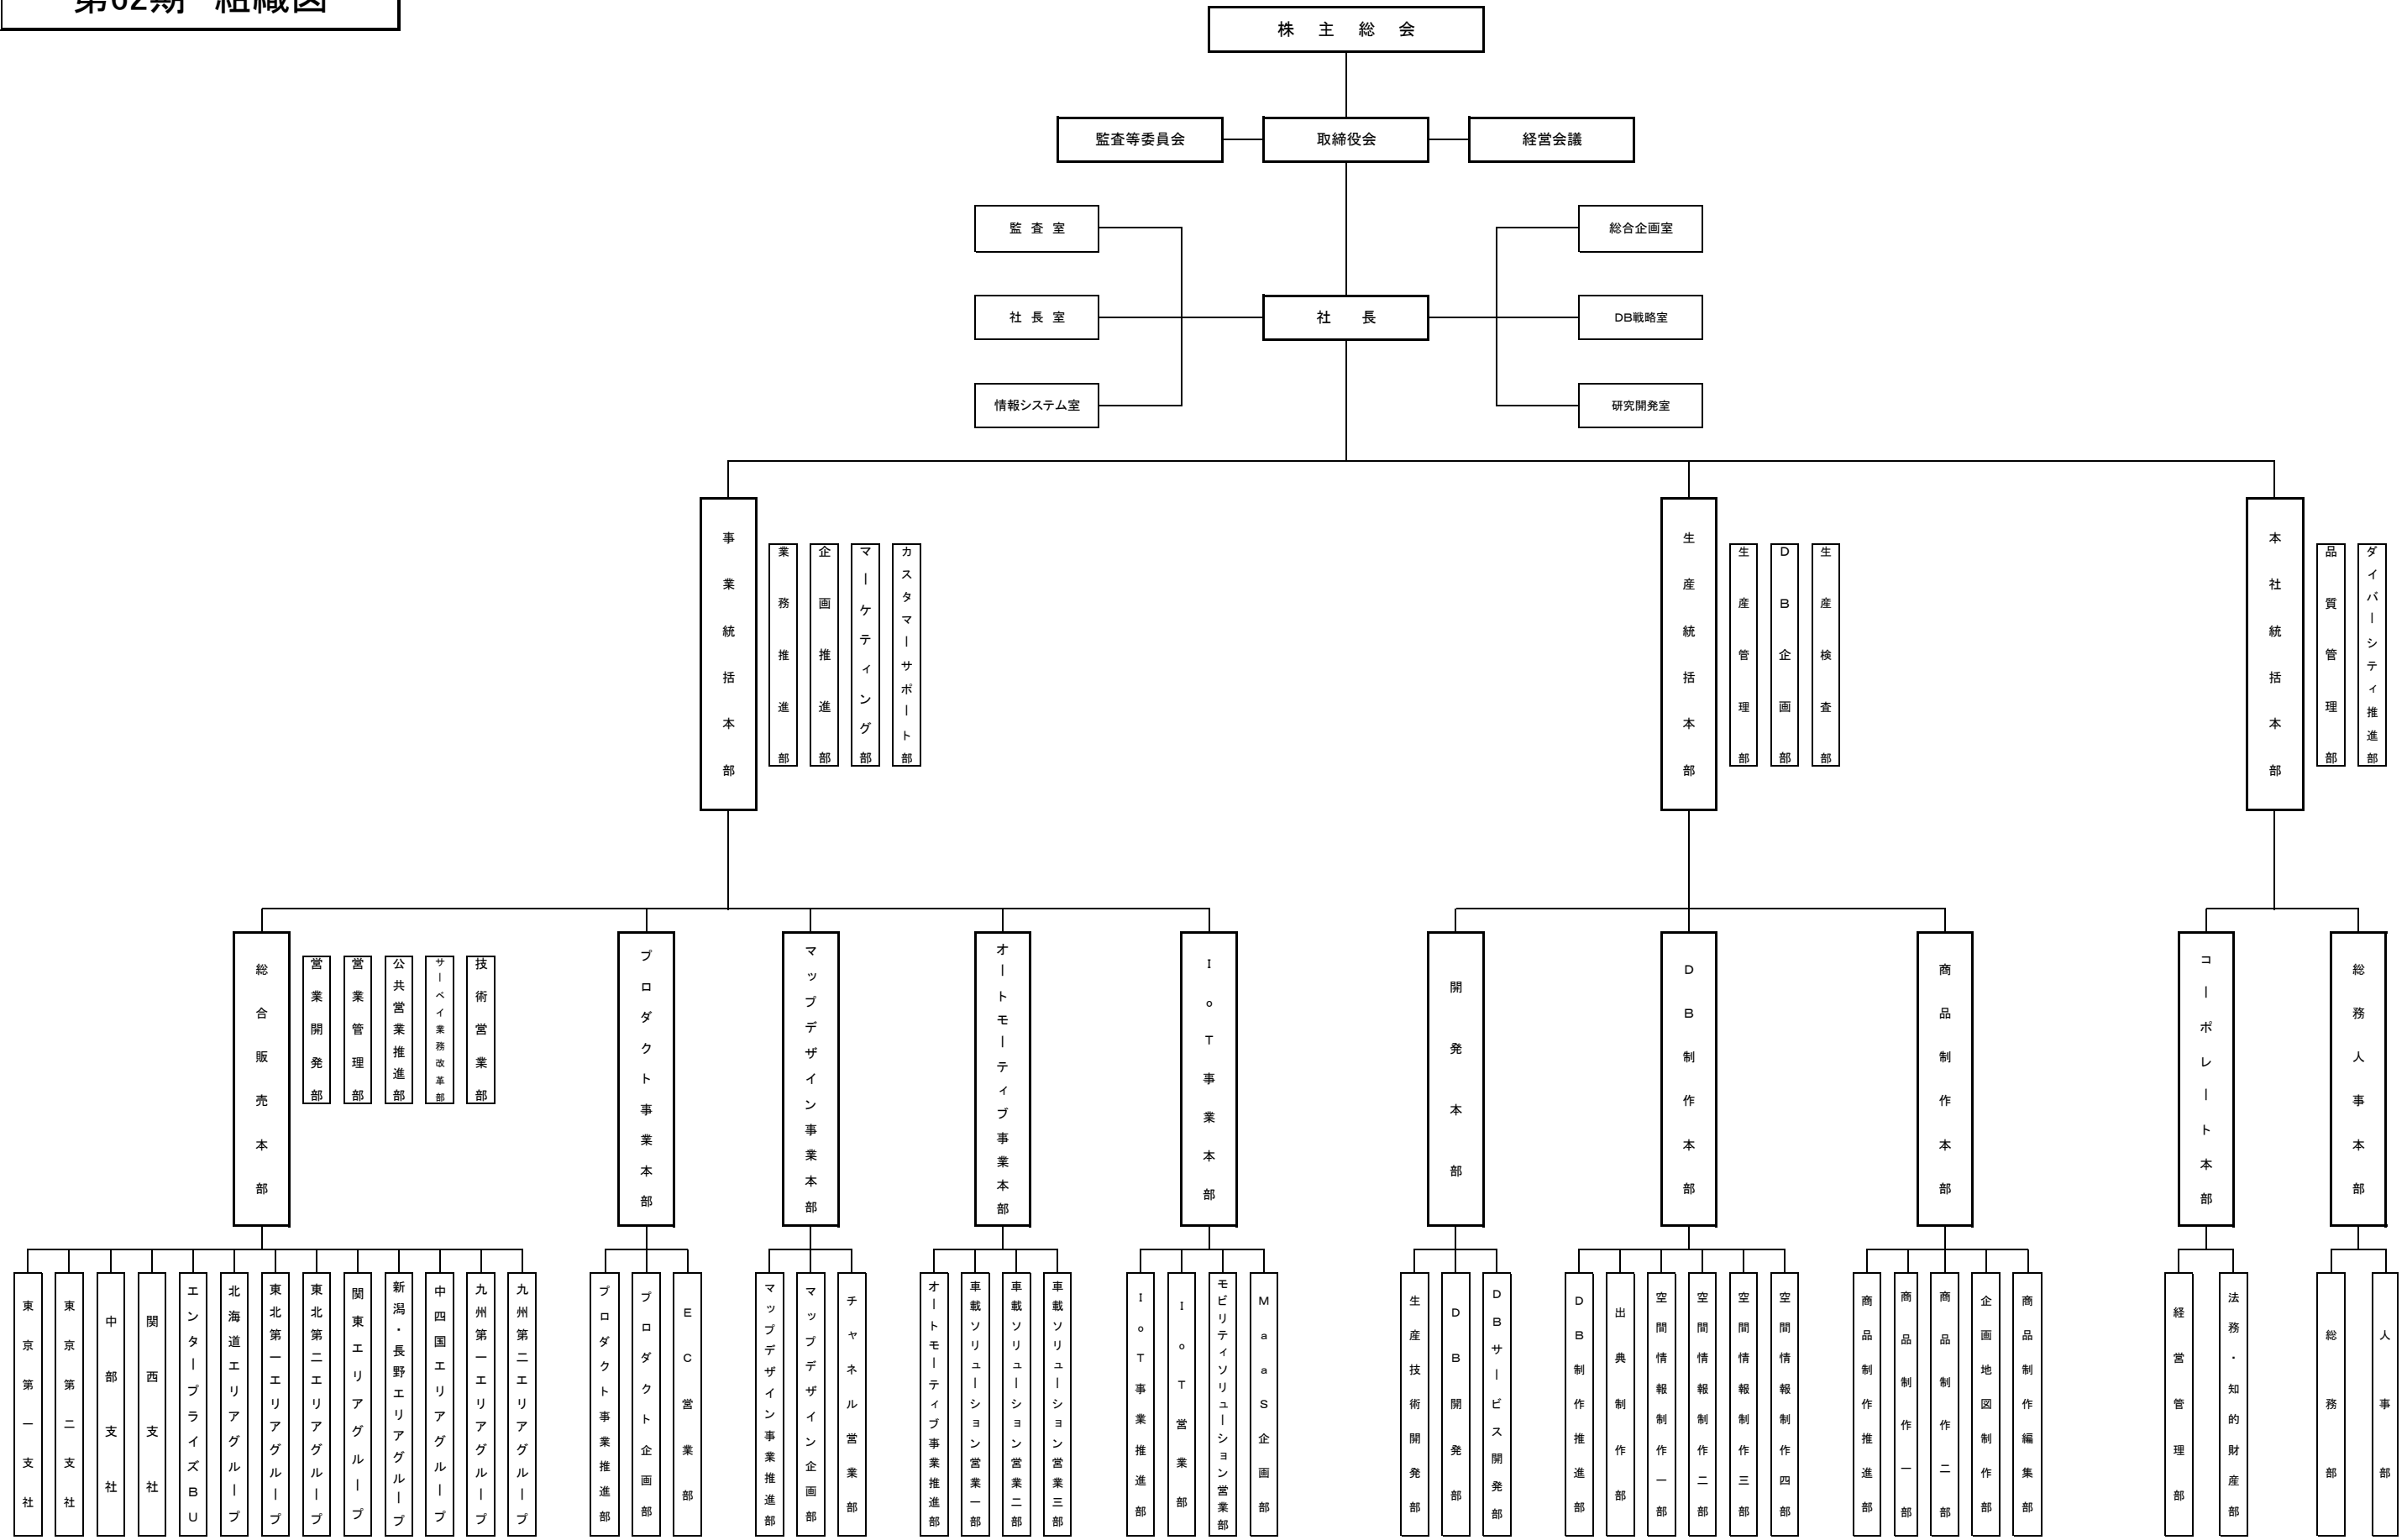 第62期 組織図
株 主 総 会
監査等委員会
取締役会
経営会議
監 査 室
総合企画室
社 長 室
社 長
DB戦略室
情報システム室
研究開発室
事業統括本部
業務推進部
企画推進部
マーケティング部
カスタマーサポート部
生産統括本部
生産管理部
DB企画部
生産検査部
本社統括本部
品質管理部
ダイバーシティ推進部
総合販売本部
営業開発部
営業管理部
公共営業推進部
サーベイ業務改革部
技術営業部
プロダクト事業本部
マップデザイン事業本部
オートモーティブ事業本部
IoT事業本部
開発本部
DB制作本部
商品制作本部
コーポレート本部
総務人事本部
東京第一支社
東京第二支社
中部支社
関西支社
エンタープライズBU
北海道エリアグループ
東北第一エリアグループ
東北第二エリアグループ
関東エリアグループ
新潟・長野エリアグループ
中四国エリアグループ
九州第一エリアグループ
九州第二エリアグループ
プロダクト事業推進部
プロダクト企画部
EC営業部
マップデザイン事業推進部
マップデザイン企画部
チャネル営業部
オートモーティブ事業推進部
車載ソリューション営業一部
車載ソリューション営業二部
車載ソリューション営業三部
IoT事業推進部
IoT営業部
モビリティソリューション営業部
MaaS企画部
生産技術開発部
DB開発部
DBサービス開発部
DB制作推進部
出典制作部
空間情報制作一部
空間情報制作二部
空間情報制作三部
空間情報制作四部
商品制作推進部
商品制作一部
商品制作二部
企画地図制作部
商品制作編集部
経営管理部
法務・知的財産部
総務部
人事部